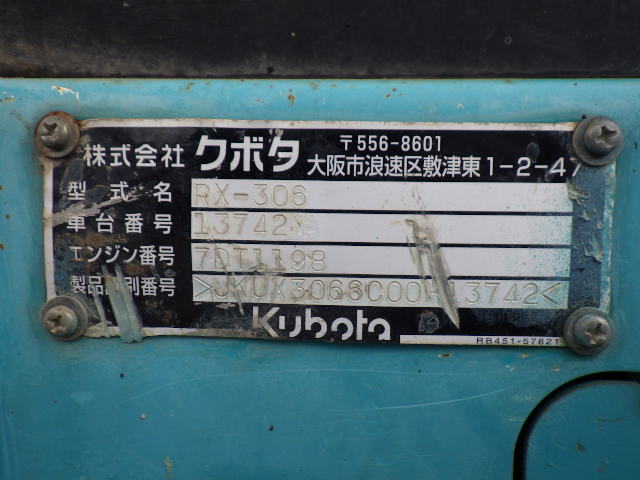 株式会社 クボタ 〒556-8601
大阪市浪速区敷津東1-2-47
型式名 RX-306
車台番号 13742
エンジン番号 7DT1198
製品識別番号
Kubota
RB451-57821